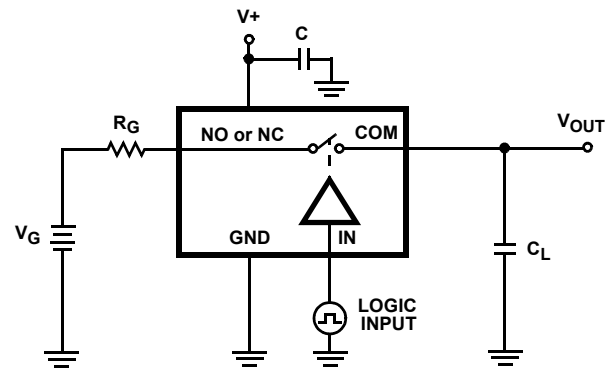 V+
C
RG
NO or NC
COM
VOUT
VG
GND
IN
CL
LOGIC
INPUT